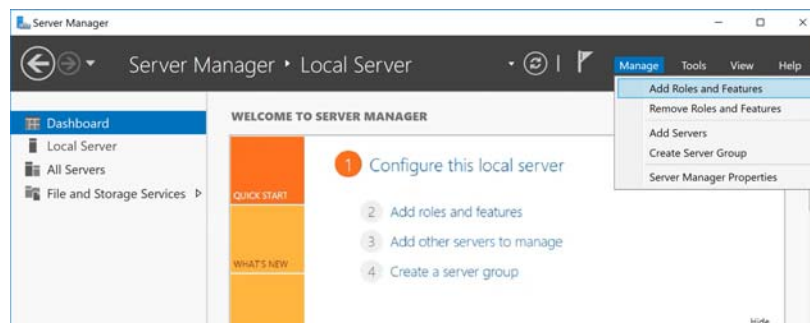 Server Manager
Server Manager • Local Server
Manage Tools View Help
Add Roles and Features
Remove Roles and Features
Add Servers
Create Server Group
Server Manager Properties
Dashboard
Local Server
All Servers
File and Storage Services
WELCOME TO SERVER MANAGER
QUICK START
WHAT'S NEW
1 Configure this local server
2 Add roles and features
3 Add other servers to manage
4 Create a server group
Hide